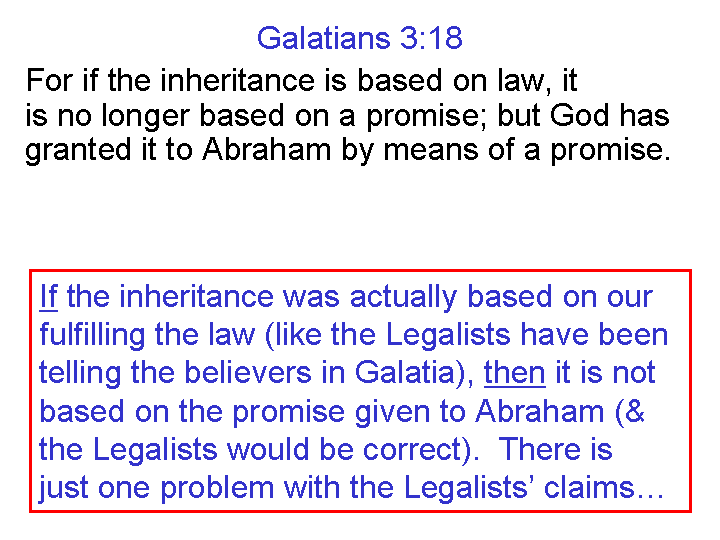 Galatians 3:18
For if the inheritance is based on law, it
is no longer based on a promise; but God has
granted it to Abraham by means of a promise.
If the inheritance was actually based on our
fulfilling the law (like the Legalists have been
telling the believers in Galatia), then it is not
based on the promise given to Abraham (&
the Legalists would be correct).  There is
just one problem with the Legalists’ claims…